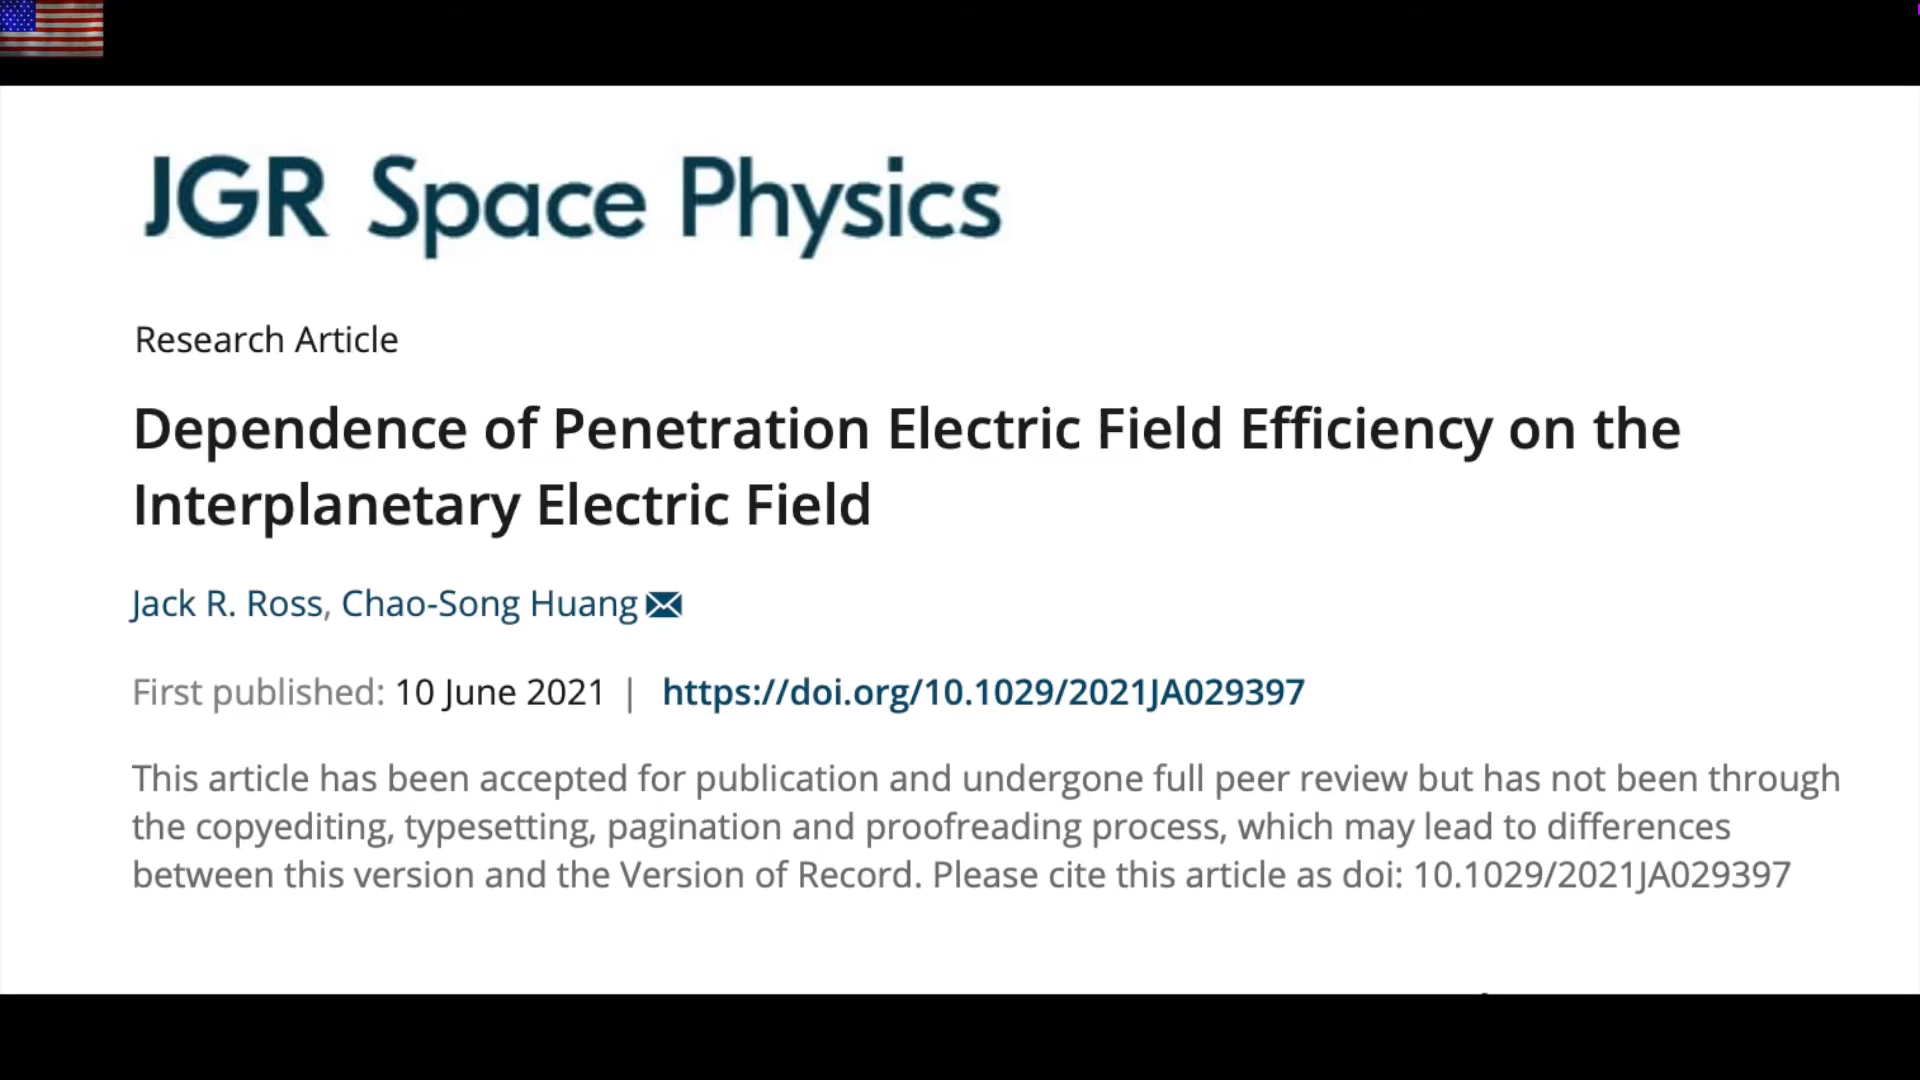 JGR Space Physics
Research Article
Dependence of Penetration Electric Field Efficiency on the
Interplanetary Electric Field
Jack R. Ross, Chao-Song Huang
First published: 10 June 2021 | https://doi.org/10.1029/2021JA029397
This article has been accepted for publication and undergone full peer review but has not been through
the copyediting, typesetting, pagination and proofreading process, which may lead to differences
between this version and the Version of Record. Please cite this article as doi: 10.1029/2021JA029397